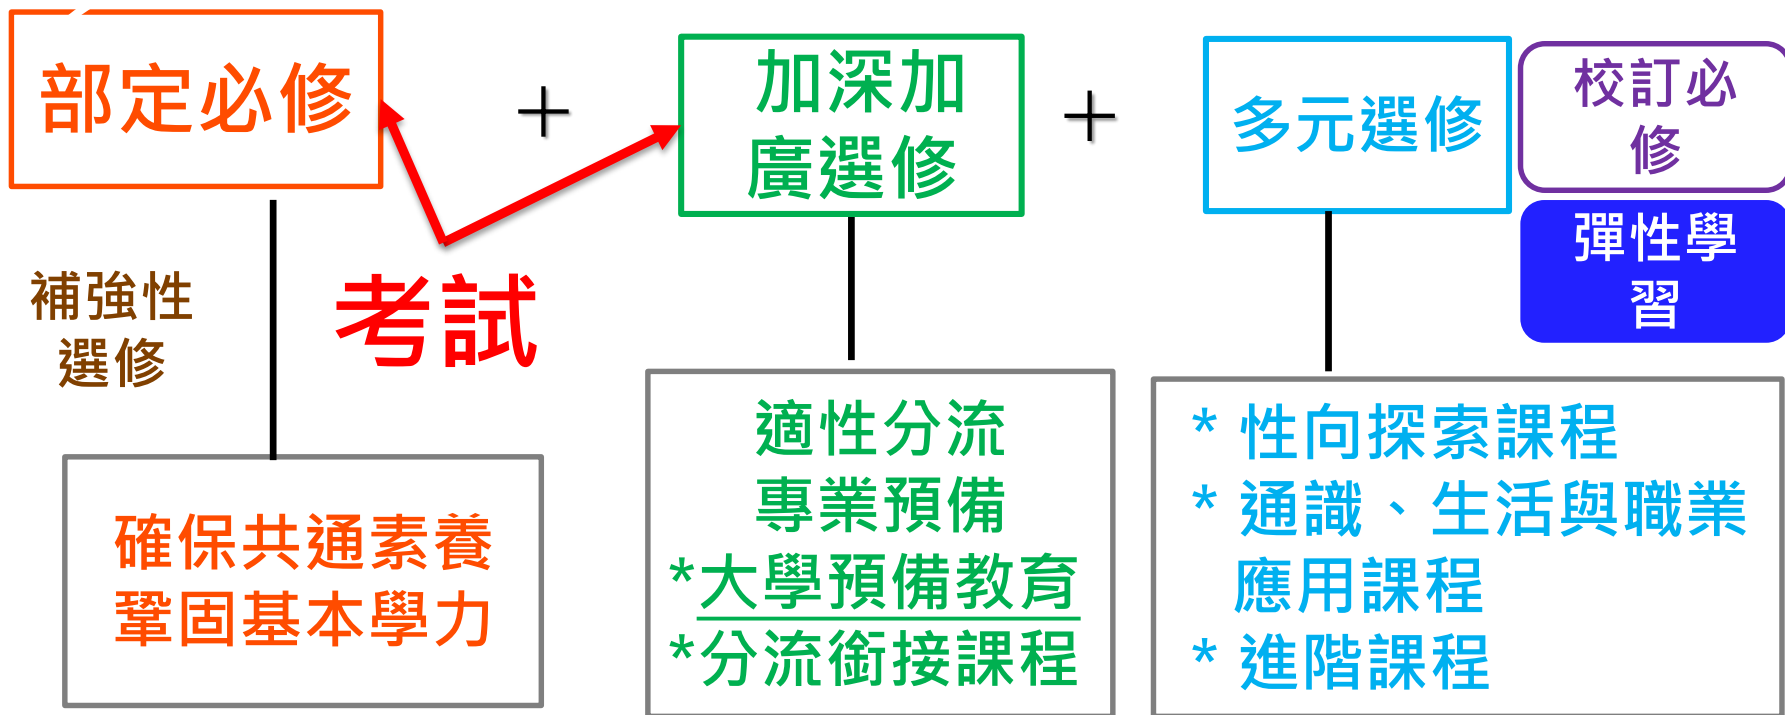 部定必修
+
加深加
廣選修
+
多元選修
校訂必
修
彈性學
習
補強性
選修
考試
確保共通素養
鞏固基本學力
適性分流
專業預備
*大學預備教育
*分流銜接課程
* 性向探索課程
* 通識、生活與職業
應用課程
* 進階課程